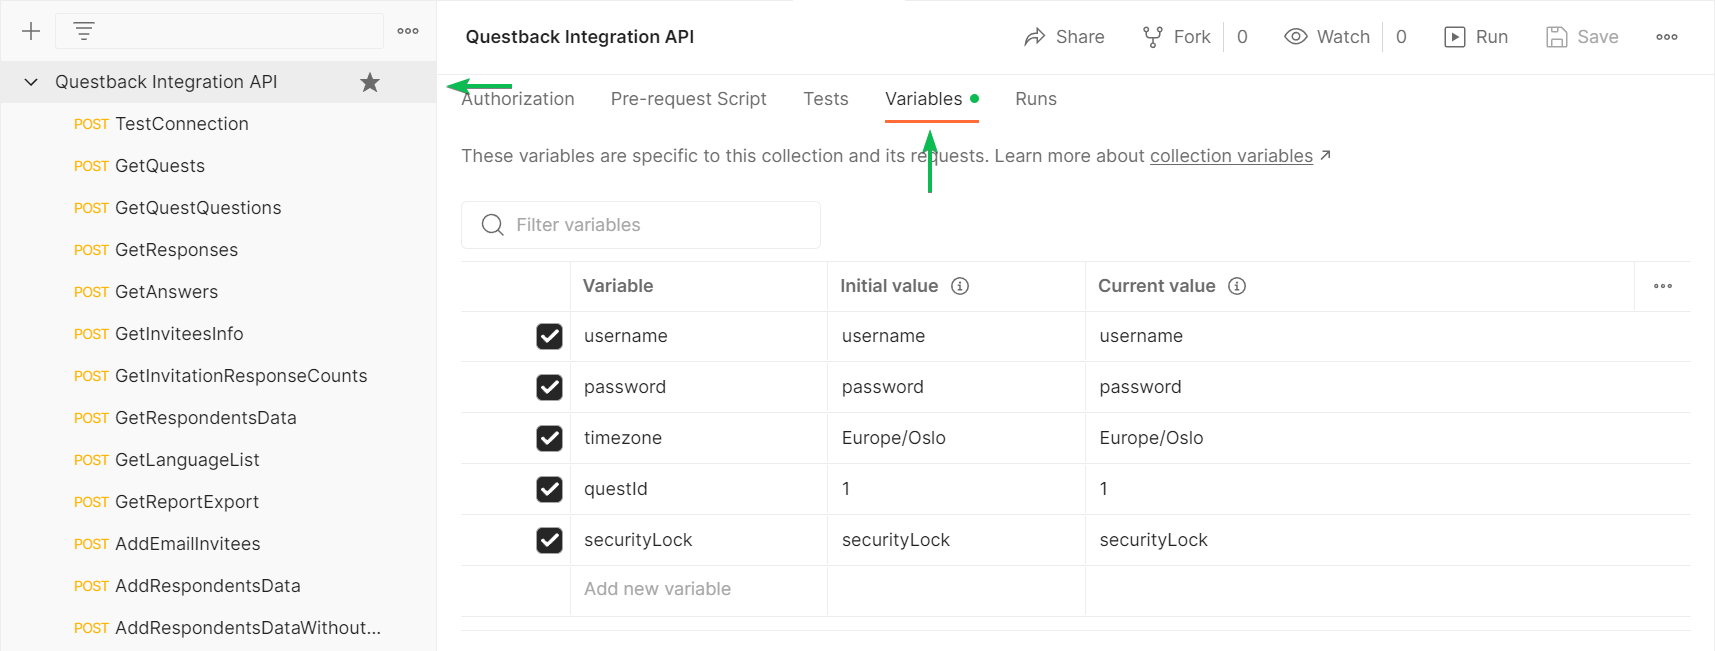 Questback Integration API
POST TestConnection
POST GetQuests
POST GetQuestQuestions
POST GetResponses
POST GetAnswers
POST GetInviteesInfo
POST GetInvitationResponseCounts
POST GetRespondentsData
POST GetLanguageList
POST GetReportExport
POST AddEmailInvitees
POST AddRespondentsData
POST AddRespondentsDataWithout...
Questback Integration API
Share Fork 0 Watch 0 Run Save
Authorization Pre-request Script Tests Variables Runs
These variables are specific to this collection and its requests. Learn more about collection variables ↗
Filter variables
Variable Initial value Current value
username username username
password password password
timezone Europe/Oslo Europe/Oslo
questId 1 1
securityLock securityLock securityLock
Add new variable